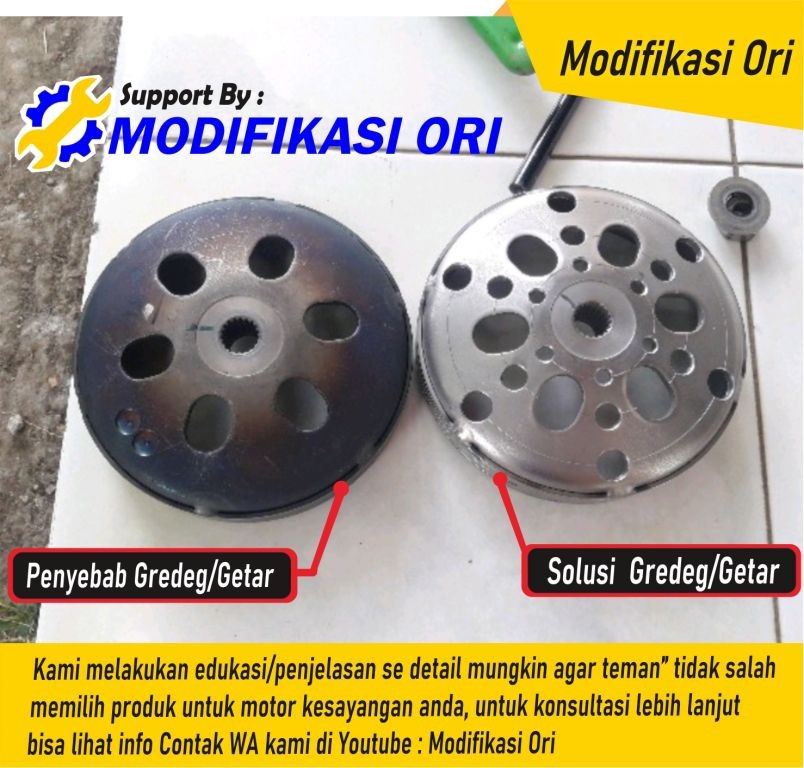 Modifikasi Ori
Support By :
MODIFIKASI ORI
Penyebab Gredeg/Getar
Solusi Gredeg/Getar
Kami melakukan edukasi/penjelasan se detail mungkin agar teman” tidak salah
memilih produk untuk motor kesayangan anda, untuk konsultasi lebih lanjut
bisa lihat info Contak WA kami di Youtube : Modifikasi Ori